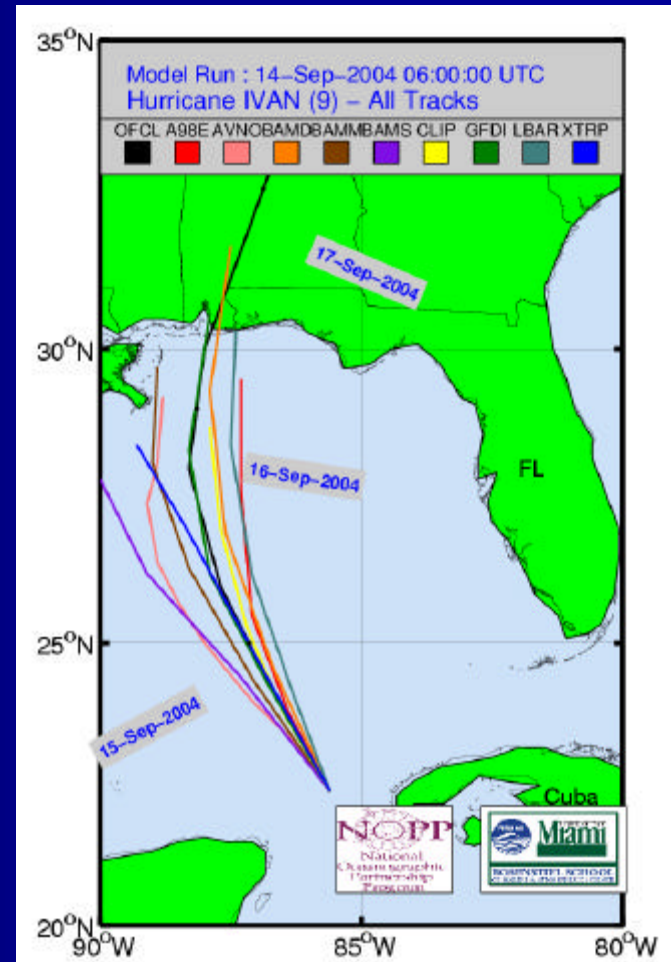 35°N
Model Run : 14-Sep-2004 06:00:00 UTC
Hurricane IVAN (9) - All Tracks
OFCL A98E AVNO BAMD BAMM BAMS CLIP GFDI LBAR XTRP
17-Sep-2004
30°N
16-Sep-2004
FL
25°N
15-Sep-2004
Cuba
NOPP
National
Oceanographic
Partnership
Program
Miami
ROSENSTIEL SCHOOL
20°N
90°W 85°W 80°W